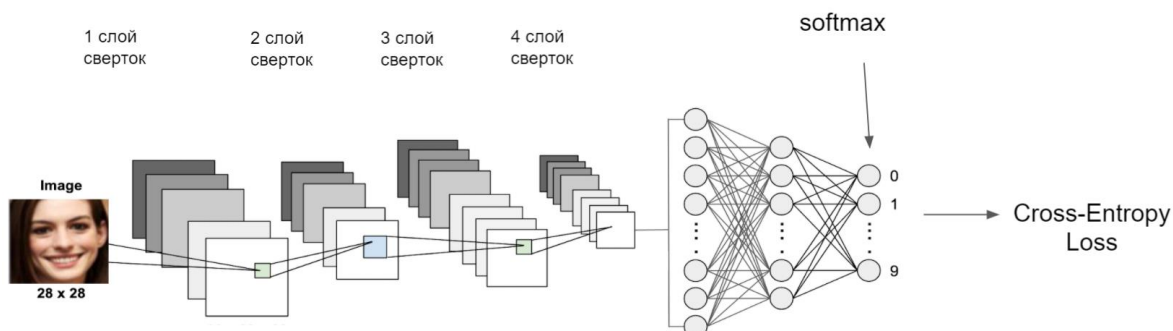 softmax
1 слой
сверток
2 слой
сверток
3 слой
сверток
4 слой
сверток
Image
28 x 28
0
1
9
Cross-Entropy
Loss